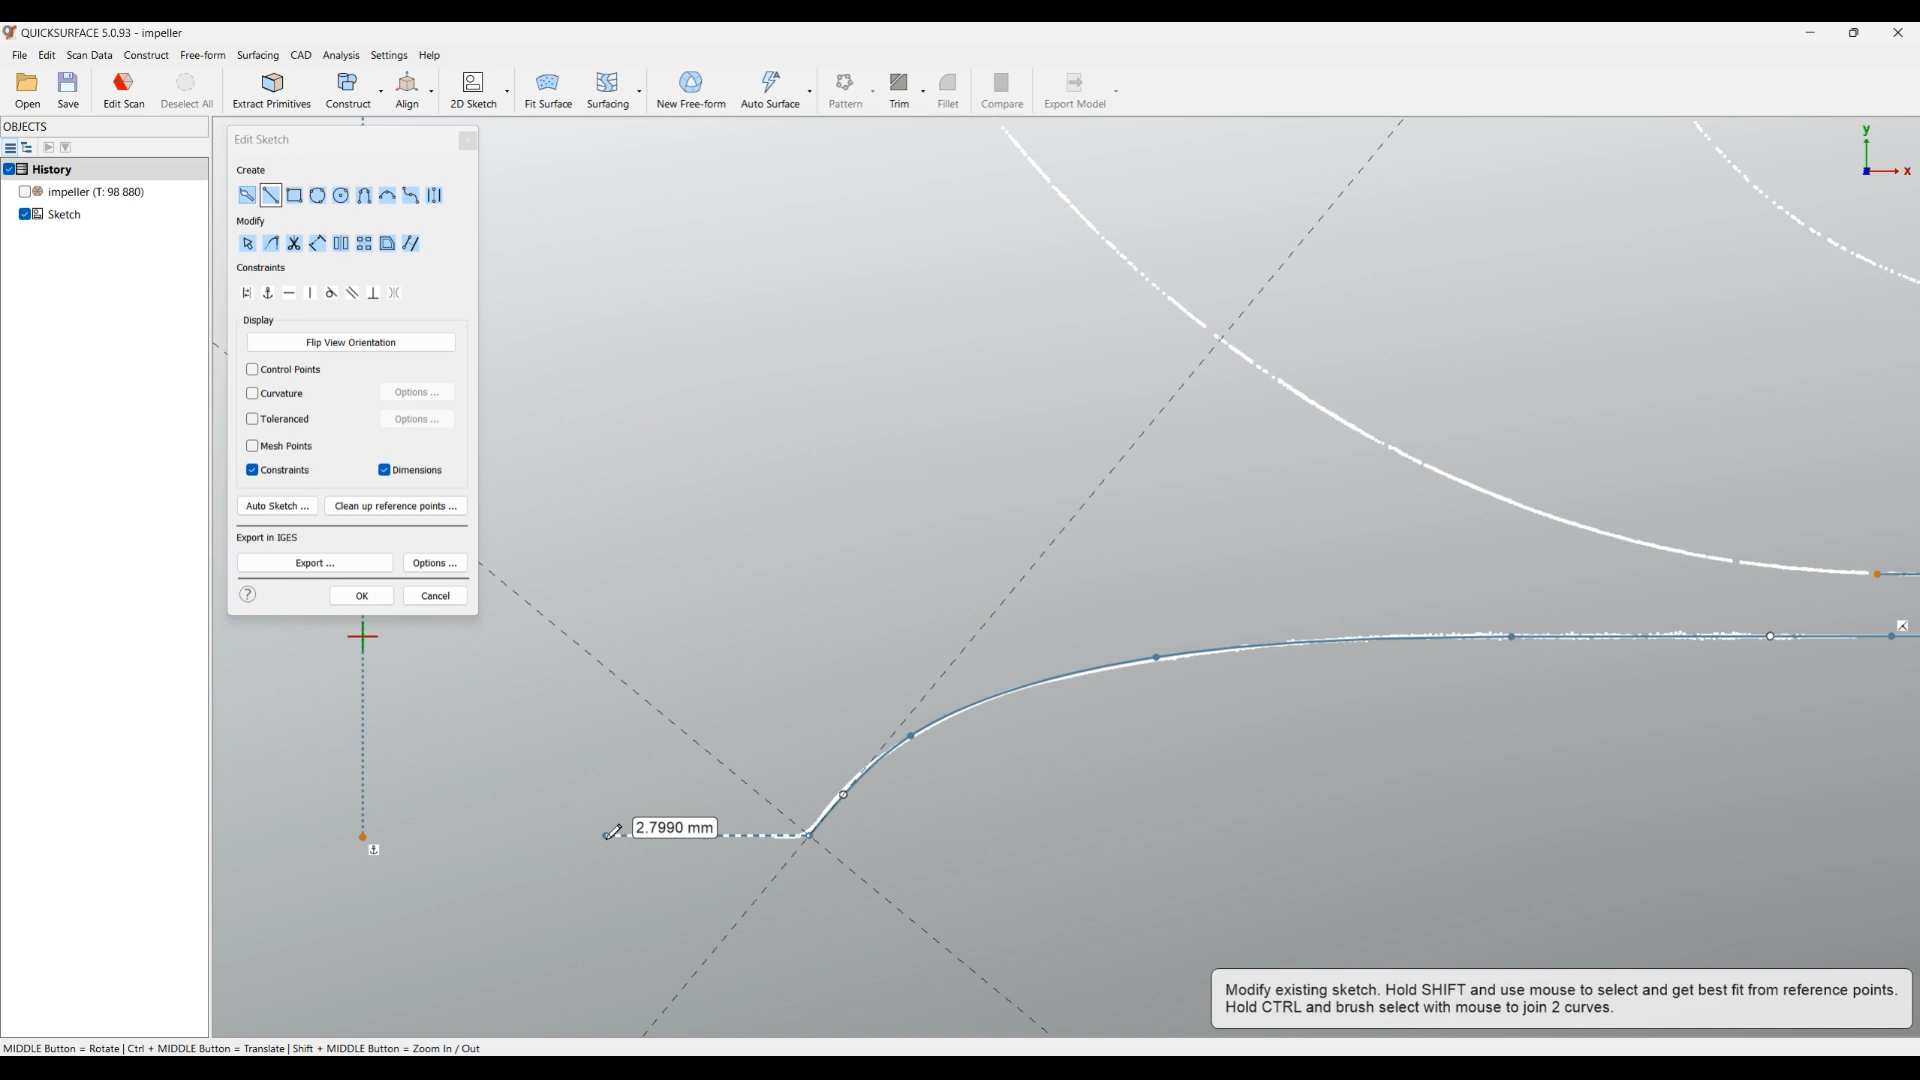 QUICKSURFACE 5.0.93 - impeller
File Edit Scan Data Construct Free-form Surfacing CAD Analysis Settings Help
Open Save Edit Scan Deselect All Extract Primitives Construct Align 2D Sketch Fit Surface Surfacing New Free-form Auto Surface Pattern Trim Fillet Compare Export Model
OBJECTS
History
impeller (T: 98 880)
Sketch
Edit Sketch
Create
Modify
Constraints
Display
Flip View Orientation
Control Points
Curvature Options ...
Toleranced Options ...
Mesh Points
Constraints Dimensions
Auto Sketch ... Clean up reference points ...
Export in IGES
Export ... Options ...
? OK Cancel
y
x
2.7990 mm
Modify existing sketch. Hold SHIFT and use mouse to select and get best fit from reference points.
Hold CTRL and brush select with mouse to join 2 curves.
MIDDLE Button = Rotate | Ctrl + MIDDLE Button = Translate | Shift + MIDDLE Button = Zoom In / Out